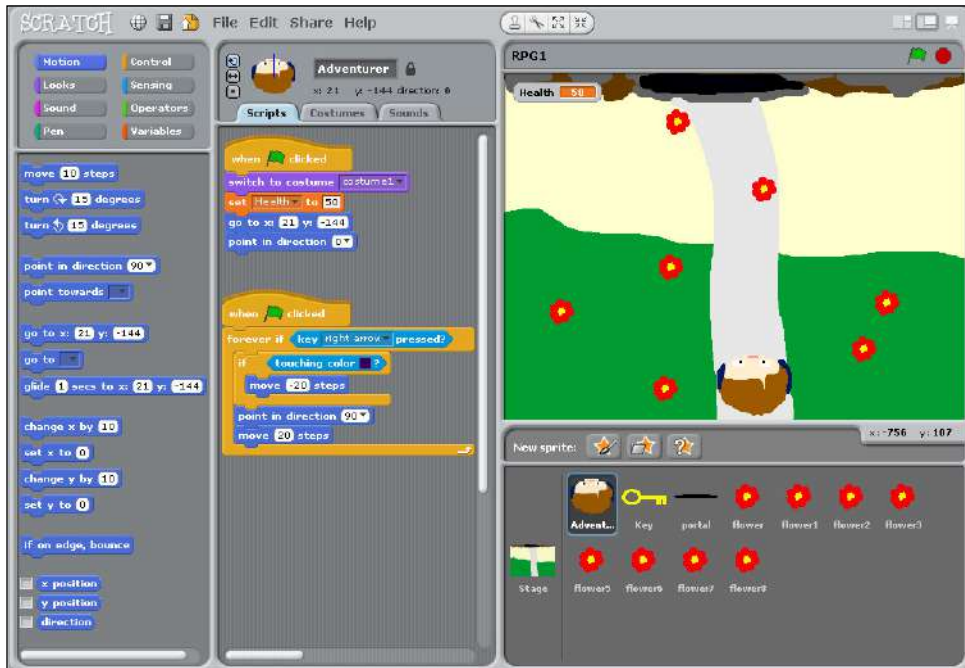 SCRATCH File Edit Share Help
Motion Control
Looks Sensing
Sound Operators
Pen Variables
move 10 steps
turn 15 degrees
turn 15 degrees
point in direction 90
point towards
go to x: 21 y: -144
go to
glide 1 secs to x: 21 y: -144
change x by 10
set x to 0
change y by 10
set y to 0
if on edge, bounce
x position
y position
direction
Adventurer
x: 21 y: -144 direction: 0
Scripts Costumes Sounds
when clicked
switch to costume costume1
set Health to 50
go to x: 21 y: -144
point in direction 0
when clicked
forever if key right arrow pressed?
if touching color ?
move -20 steps
point in direction 90
move 20 steps
RPG1
Health 50
x: -756 y: 107
New sprite:
Advent... Key portal flower flower1 flower2 flower3
Stage flower5 flower6 flower7 flower8